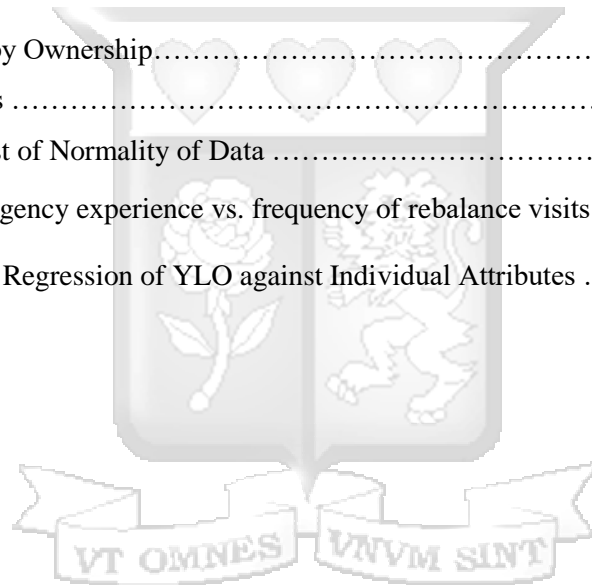 by Ownership……………………………………………
s ………………………………………………………………
st of Normality of Data ……………………………
gency experience vs. frequency of rebalance visits
Regression of YLO against Individual Attributes .
VT OMNES VNVM SINT